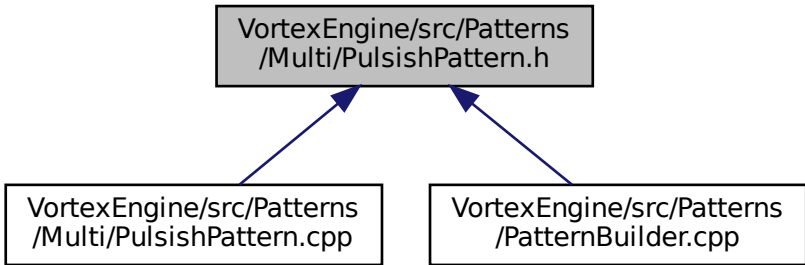 VortexEngine/src/Patterns
/Multi/PulsishPattern.h
VortexEngine/src/Patterns
/Multi/PulsishPattern.cpp
VortexEngine/src/Patterns
/PatternBuilder.cpp